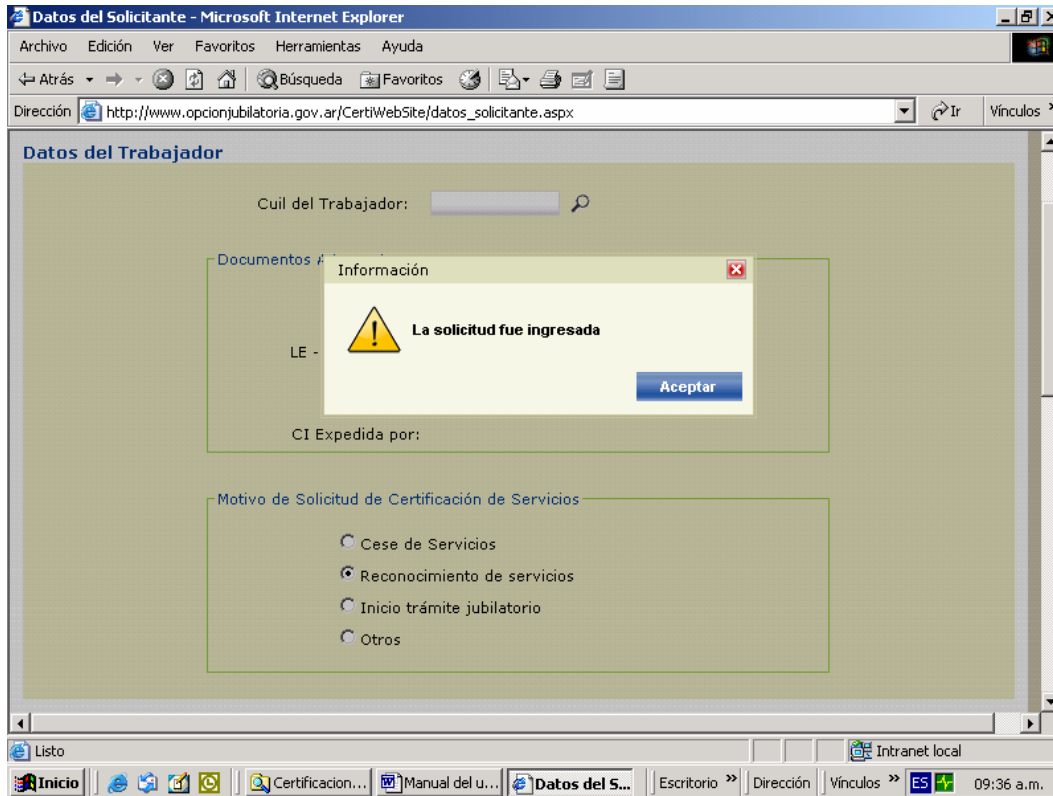 Datos del Solicitante - Microsoft Internet Explorer
Archivo Edición Ver Favoritos Herramientas Ayuda
Atrás Búsqueda Favoritos
Dirección http://www.opcionjubilatoria.gov.ar/CertiWebSite/datos_solicitante.aspx Ir Vínculos »
Datos del Trabajador
Cuil del Trabajador:
Documentos
Información
La solicitud fue ingresada
LE -
Aceptar
CI Expedida por:
Motivo de Solicitud de Certificación de Servicios
Cese de Servicios
Reconocimiento de servicios
Inicio trámite jubilatorio
Otros
Listo Intranet local
Inicio Certificacion... Manual del u... Datos del S... Escritorio » Dirección Vínculos » ES 09:36 a.m.